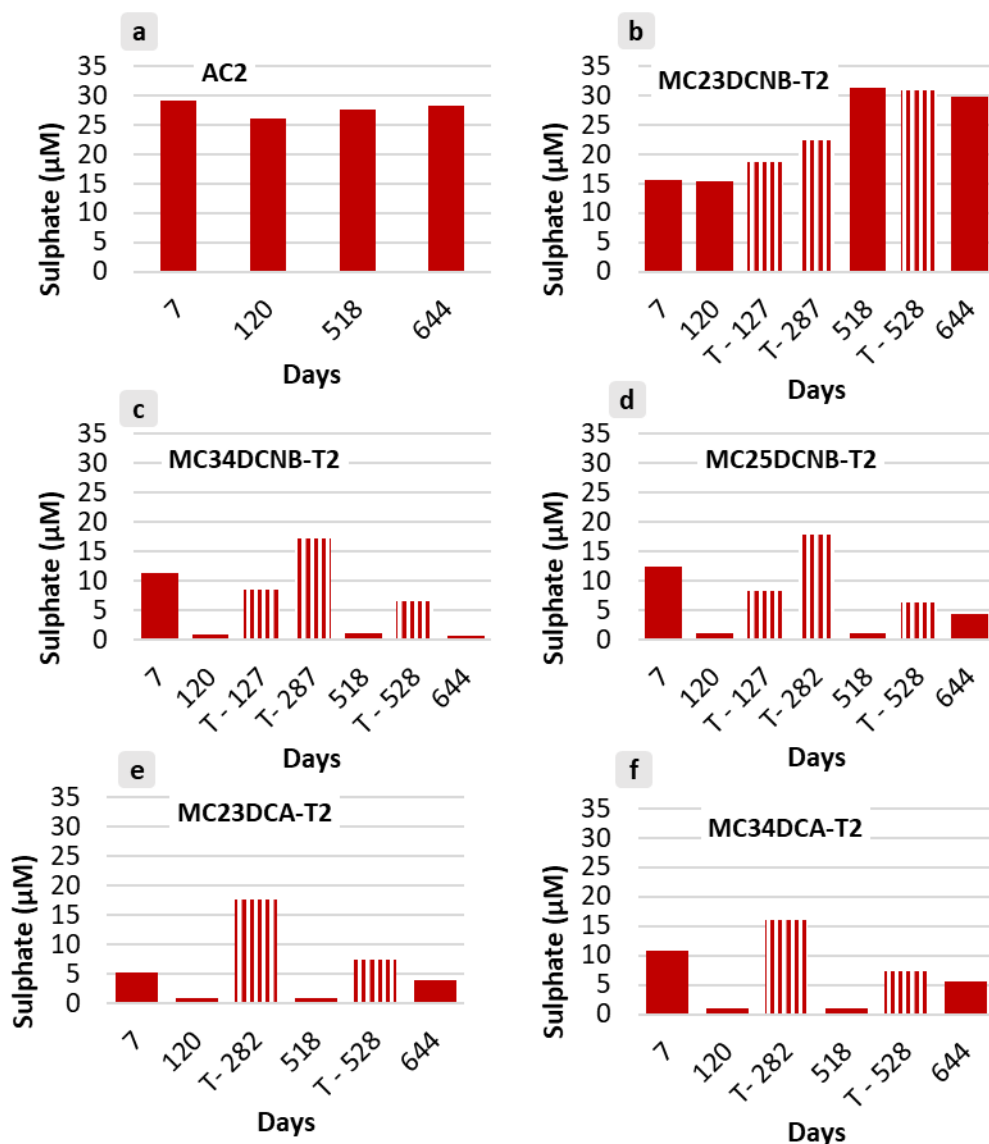 a
AC2
Sulphate (µM)
35
30
25
20
15
10
5
0
7 120 518 644
Days
b
MC23DCNB-T2
Sulphate (µM)
35
30
25
20
15
10
5
0
7 120 T - 127 T - 287 518 T - 528 644
Days
c
MC34DCNB-T2
Sulphate (µM)
35
30
25
20
15
10
5
0
7 120 T - 127 T- 287 518 T - 528 644
Days
d
MC25DCNB-T2
Sulphate (µM)
35
30
25
20
15
10
5
0
7 120 T - 127 T - 282 518 T - 528 644
Days
e
MC23DCA-T2
Sulphate (µM)
35
30
25
20
15
10
5
0
7 120 T- 282 518 T - 528 644
Days
f
MC34DCA-T2
Sulphate (µM)
35
30
25
20
15
10
5
0
7 120 T- 282 518 T - 528 644
Days